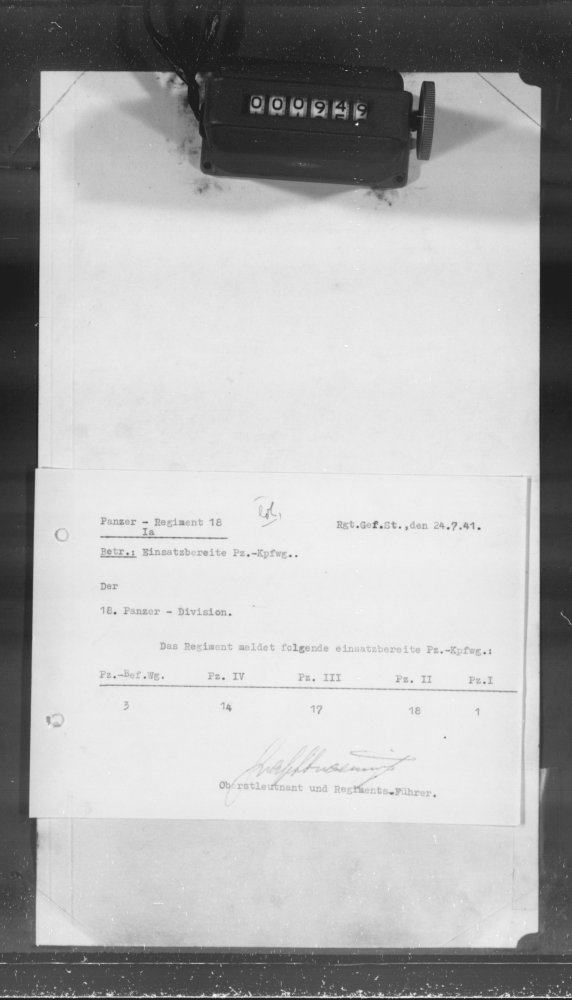 000949
Panzer - Regiment 18
Ia
Rgt.Gef.St.,den 24.7.41.
Betr.: Einsatzbereite Pz.-Kpfwg..
Der
18. Panzer - Division.
Das Regiment meldet folgende einsatzbereite Pz.-Kpfwg.:
Pz.-Bef.Wg. Pz. IV Pz. III Pz. II Pz.I
3 14 17 18 1
Oberstleutnant und Regiments-Führer.